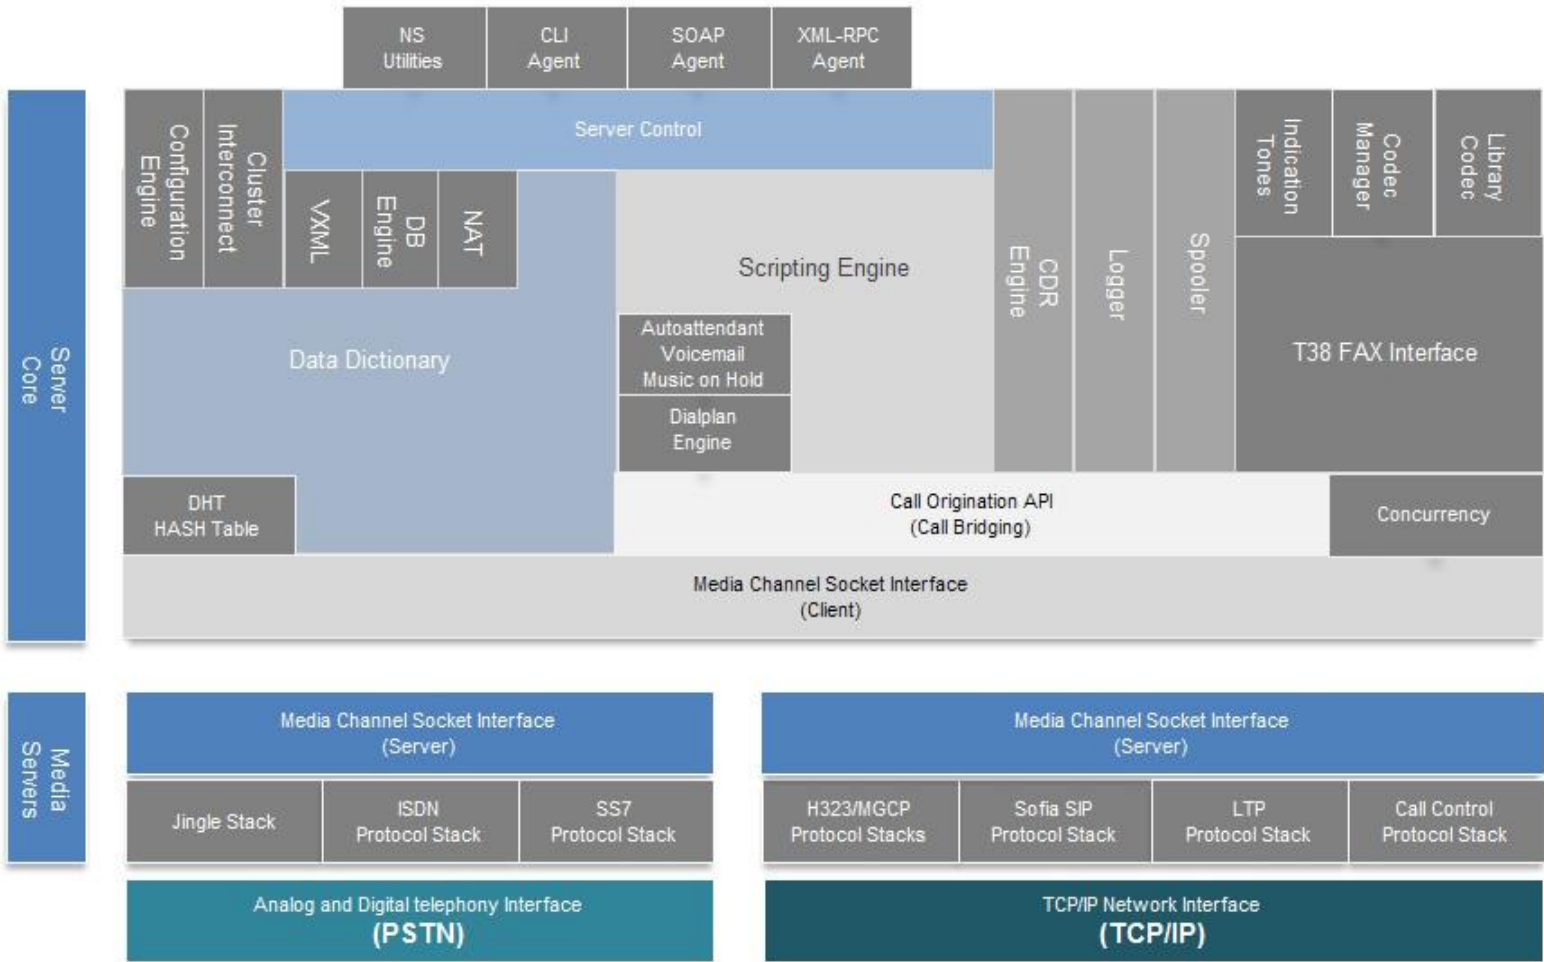 NS
Utilities
CLI
Agent
SOAP
Agent
XML-RPC
Agent
Server
Core
Configuration
Engine
Cluster
Interconnect
Server Control
VXML
DB
Engine
NAT
Data Dictionary
Scripting Engine
Autoattendant
Voicemail
Music on Hold
Dialplan
Engine
CDR
Engine
Logger
Spooler
Indication
Tones
Codec
Manager
Library
Codec
T38 FAX Interface
DHT
HASH Table
Call Origination API
(Call Bridging)
Concurrency
Media Channel Socket Interface
(Client)
Media
Servers
Media Channel Socket Interface
(Server)
Jingle Stack
ISDN
Protocol Stack
SS7
Protocol Stack
Analog and Digital telephony Interface
(PSTN)
Media Channel Socket Interface
(Server)
H323/MGCP
Protocol Stacks
Sofia SIP
Protocol Stack
LTP
Protocol Stack
Call Control
Protocol Stack
TCP/IP Network Interface
(TCP/IP)